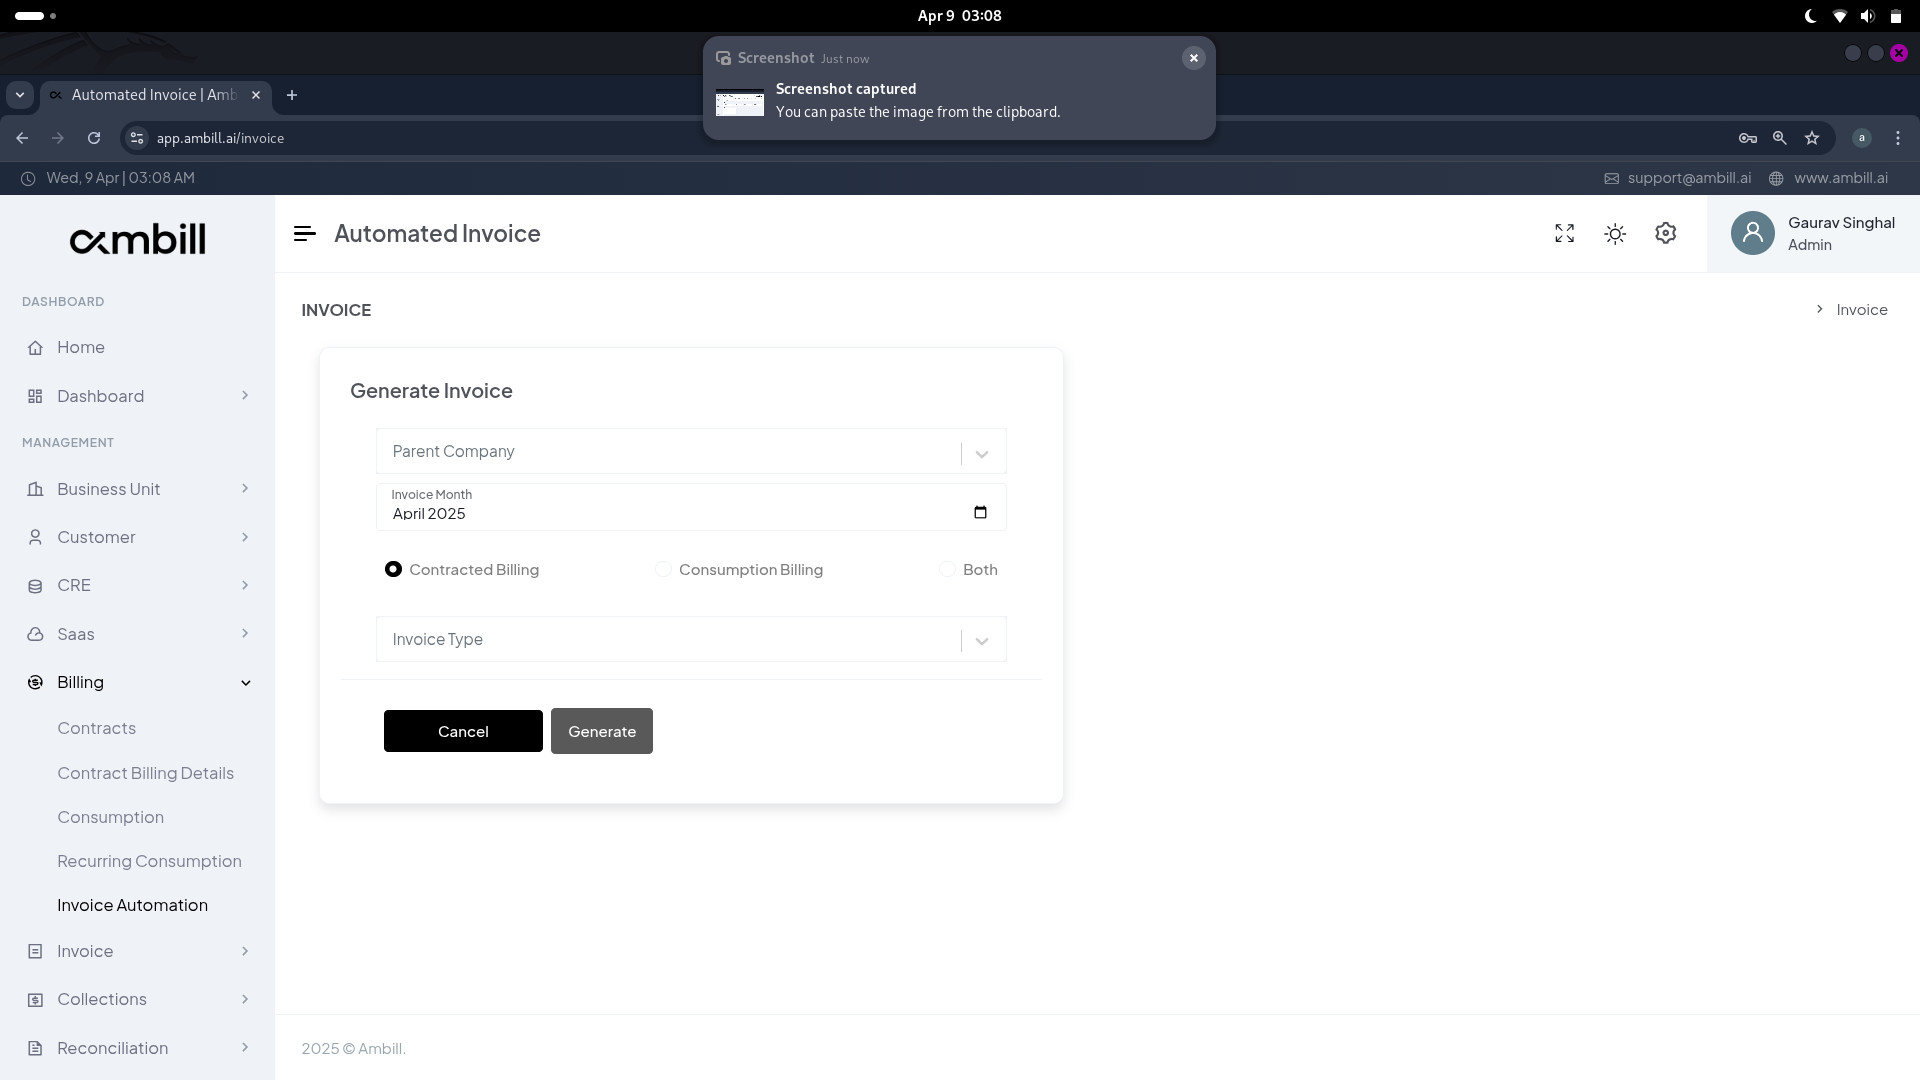 Apr 9 03:08
Screenshot Just now
Screenshot captured
You can paste the image from the clipboard.
Automated Invoice | Amb
app.ambill.ai/invoice
a
Wed, 9 Apr | 03:08 AM
support@ambill.ai
www.ambill.ai
ambill
Automated Invoice
Gaurav Singhal
Admin
DASHBOARD
Home
Dashboard
MANAGEMENT
Business Unit
Customer
CRE
Saas
Billing
Contracts
Contract Billing Details
Consumption
Recurring Consumption
Invoice Automation
Invoice
Collections
Reconciliation
INVOICE
Invoice
Generate Invoice
Parent Company
Invoice Month
April 2025
Contracted Billing
Consumption Billing
Both
Invoice Type
Cancel
Generate
2025 © Ambill.